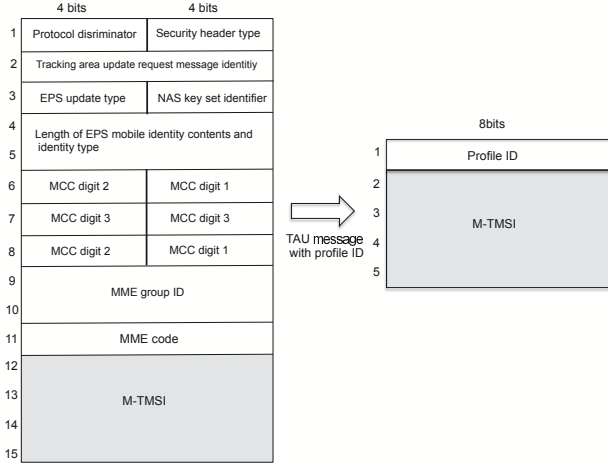 4 bits 4 bits
1 Protocol disriminator Security header type
2 Tracking area update request message identitiy
3 EPS update type NAS key set identifier
4 Length of EPS mobile identity contents and
5 identity type
6 MCC digit 2 MCC digit 1
7 MCC digit 3 MCC digit 3
8 MCC digit 2 MCC digit 1
9
MME group ID
10
11 MME code
12
13 M-TMSI
14
15
TAU message
with profile ID
8bits
1 Profile ID
2
3 M-TMSI
4
5